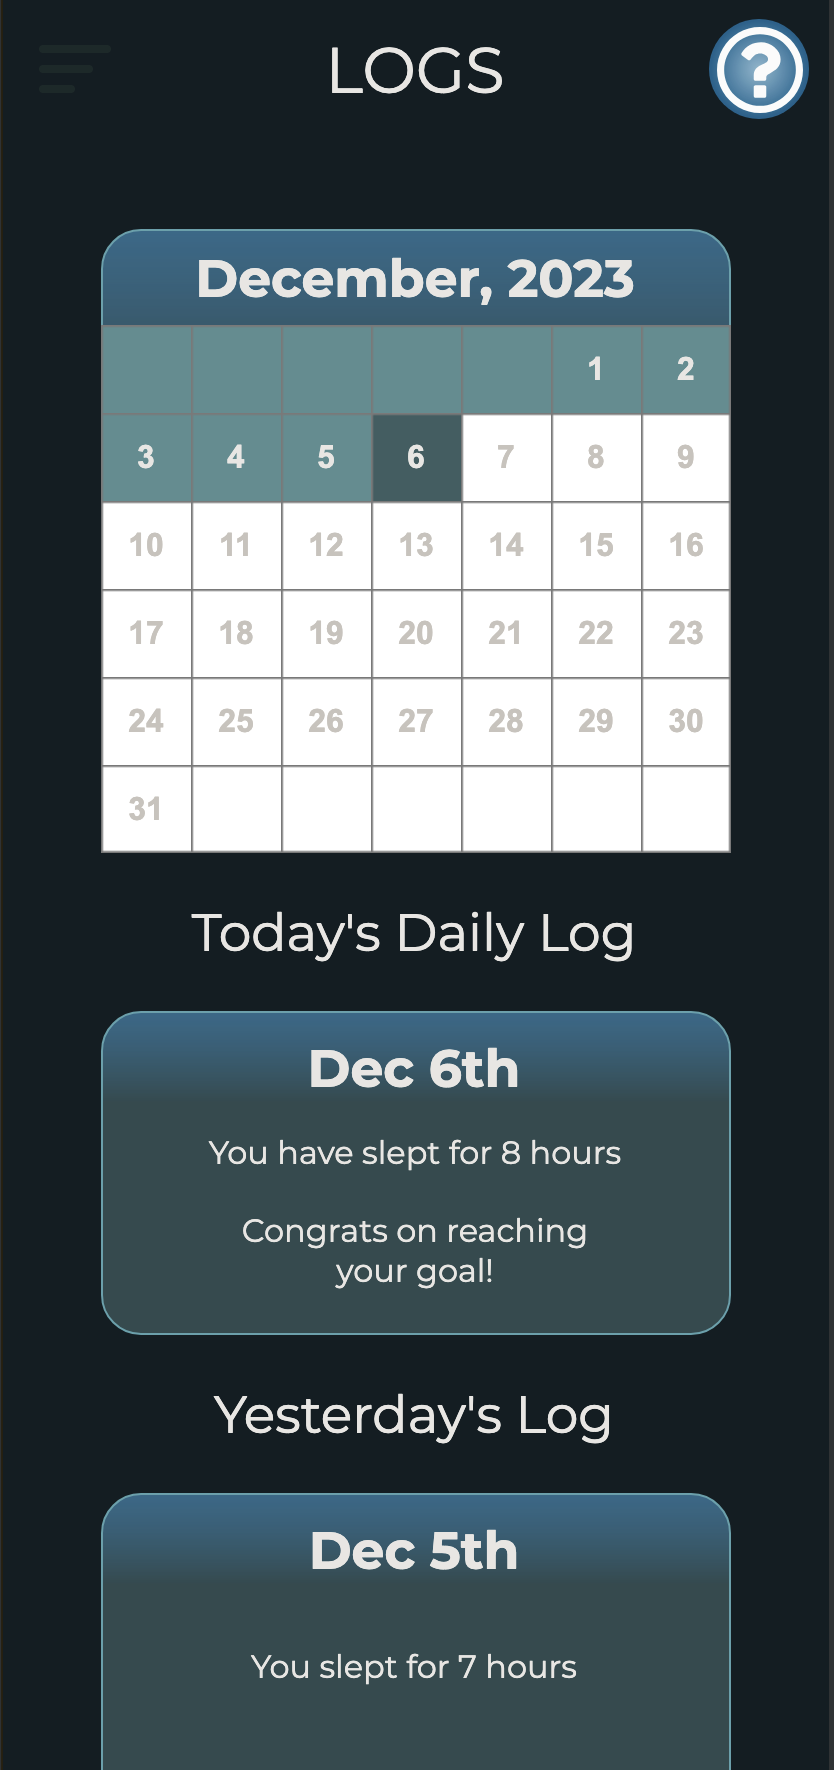 LOGS
?
December, 2023
1 2
3 4 5 6 7 8 9
10 11 12 13 14 15 16
17 18 19 20 21 22 23
24 25 26 27 28 29 30
31
Today's Daily Log
Dec 6th
You have slept for 8 hours
Congrats on reaching
your goal!
Yesterday's Log
Dec 5th
You slept for 7 hours